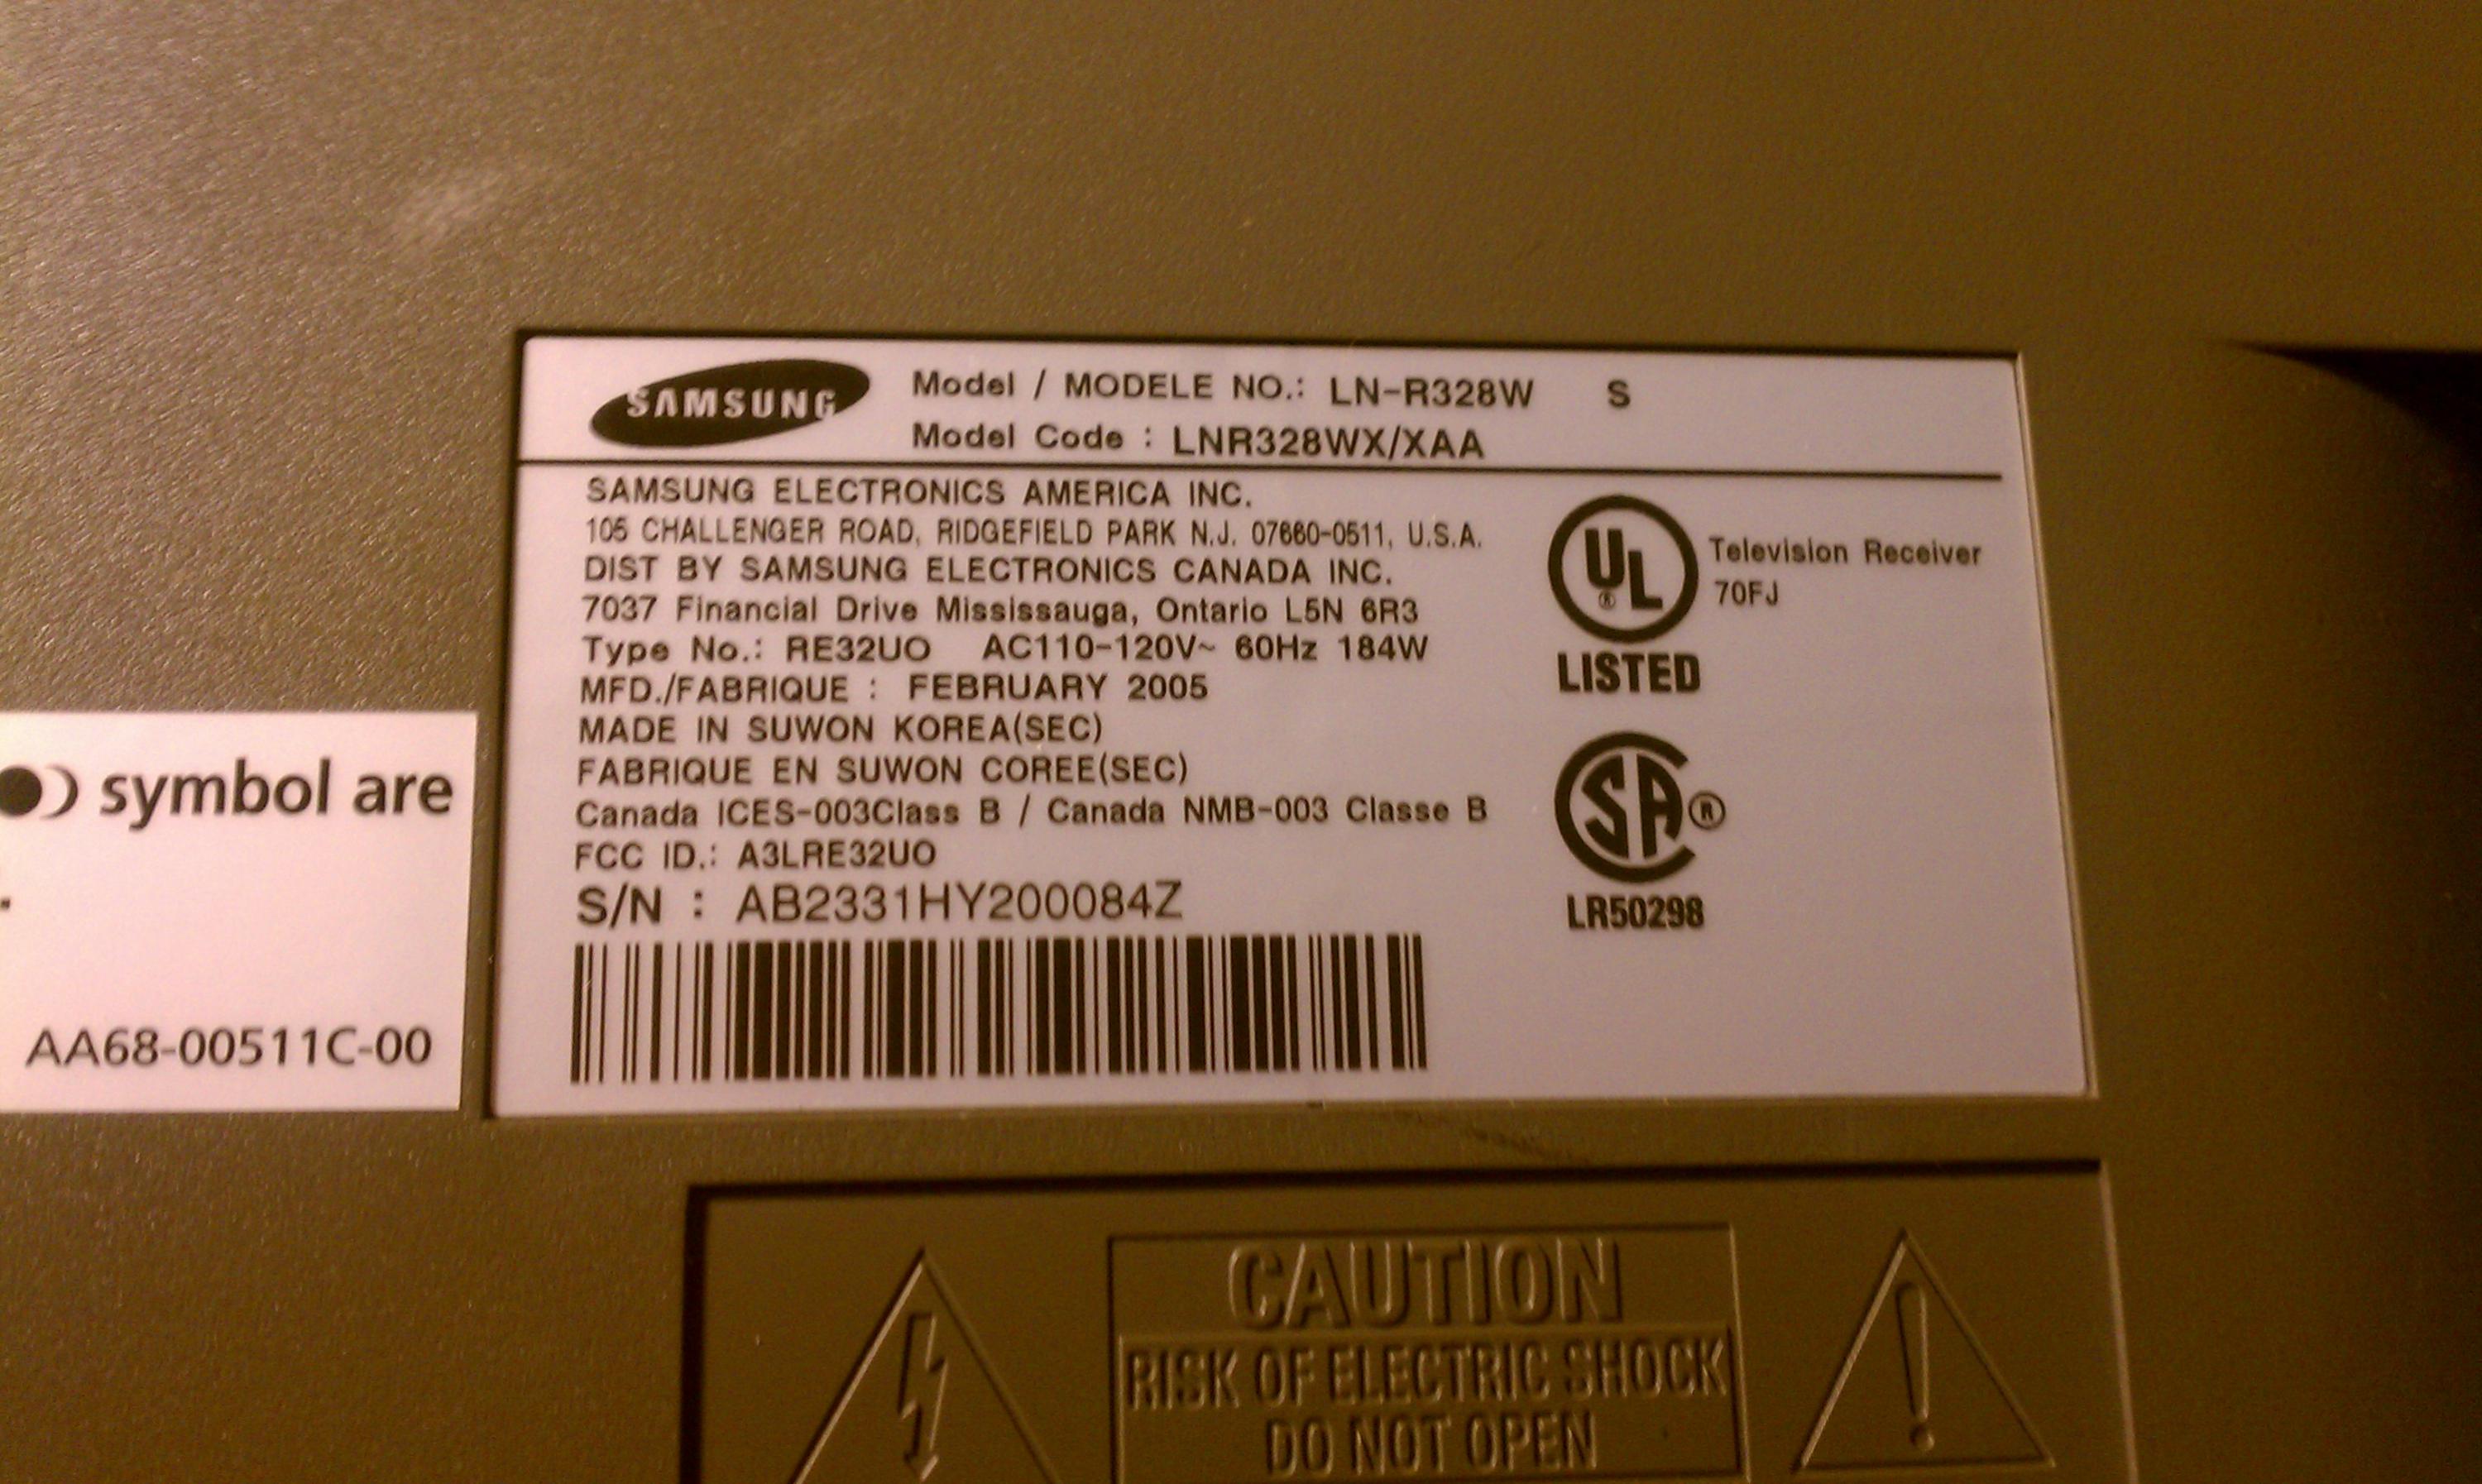 SAMSUNG
Model / MODELE NO.: LN-R328W S
Model Code : LNR328WX/XAA
SAMSUNG ELECTRONICS AMERICA INC.
105 CHALLENGER ROAD, RIDGEFIELD PARK N.J. 07660-0511, U.S.A.
DIST BY SAMSUNG ELECTRONICS CANADA INC.
7037 Financial Drive Mississauga, Ontario L5N 6R3
Type No.: RE32UO AC110-120V~ 60Hz 184W
MFD./FABRIQUE : FEBRUARY 2005
MADE IN SUWON KOREA(SEC)
FABRIQUE EN SUWON COREE(SEC)
Canada ICES-003Class B / Canada NMB-003 Classe B
FCC ID.: A3LRE32UO
S/N : AB2331HY200084Z
UL ®
LISTED
Television Receiver
70FJ
SA ®
LR50298
symbol are
.
AA68-00511C-00
CAUTION
RISK OF ELECTRIC SHOCK
DO NOT OPEN